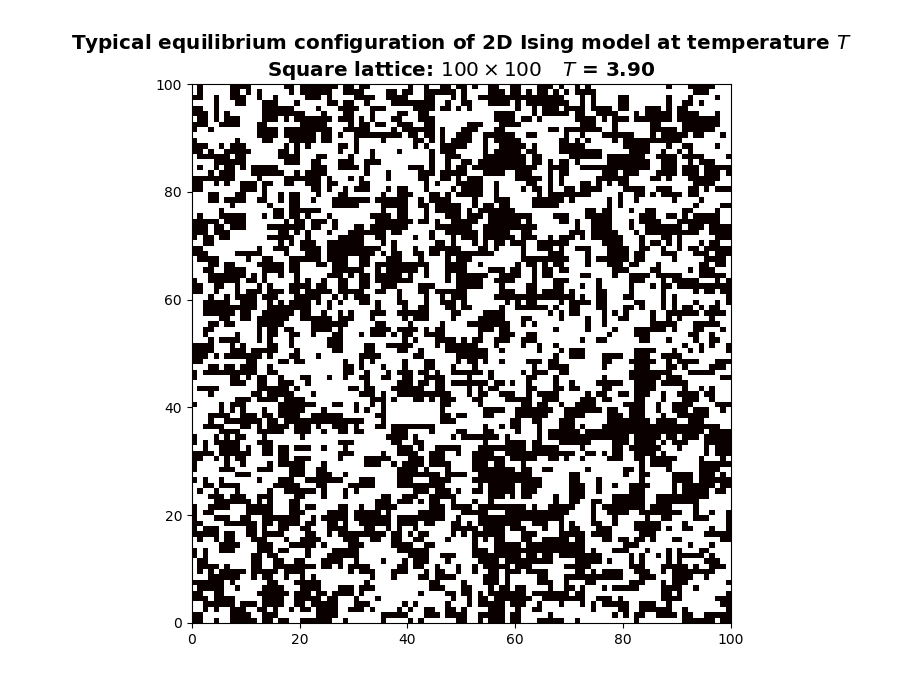 Typical equilibrium configuration of 2D Ising model at temperature T
Square lattice: 100 × 100 T = 3.90
100
80
60
40
20
0
0 20 40 60 80 100